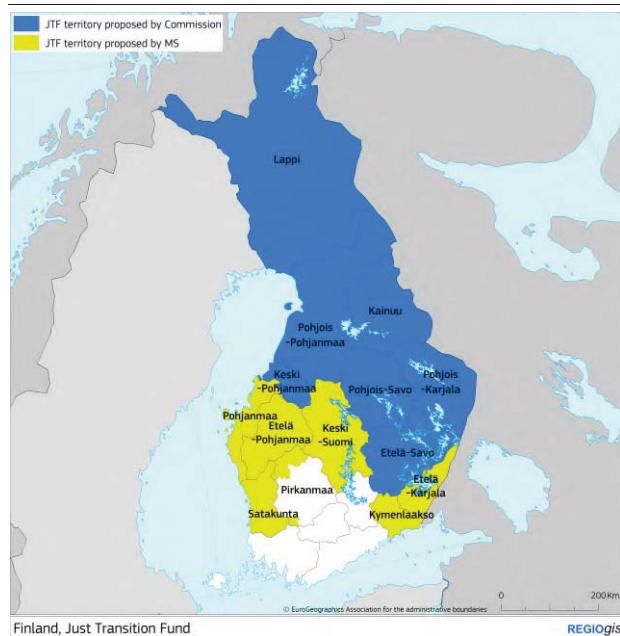 JTF territory proposed by Commission
JTF territory proposed by MS
Lappi
Kainuu
Pohjois
-Pohjanmaa
Keski
-Pohjanmaa
Pohjois-Savo
Pohjois
-Karjala
Pohjanmaa
Etelä
-Pohjanmaa
Keski
-Suomi
Etelä-Savo
Etelä
-Karjala
Pirkanmaa
Satakunta
Kymenlaakso
0 200 Km
© EuroGeographics Association for the administrative boundaries
Finland, Just Transition Fund
REGIOgis